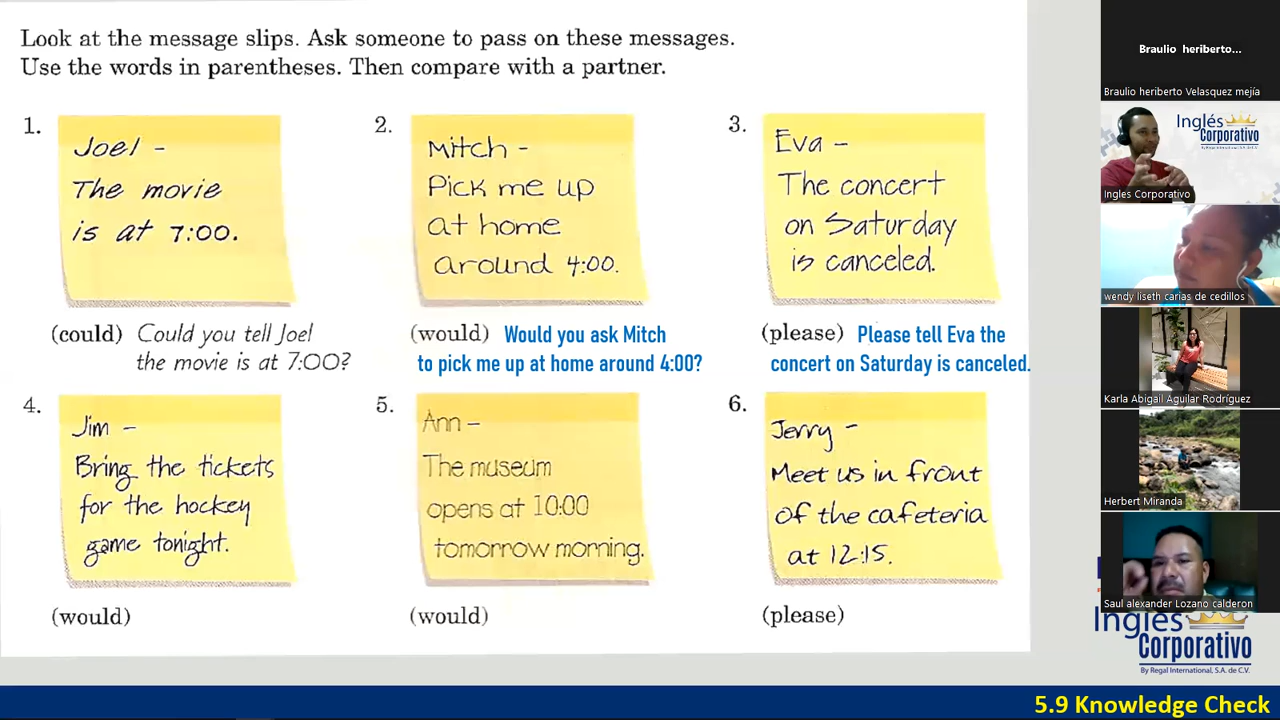 Look at the message slips. Ask someone to pass on these messages.
Use the words in parentheses. Then compare with a partner.
1.
Joel -
The movie
is at 7:00.
(could) Could you tell Joel
the movie is at 7:00?
2.
Mitch -
Pick me up
at home
around 4:00.
(would) Would you ask Mitch
to pick me up at home around 4:00?
3.
Eva -
The concert
on Saturday
is canceled.
(please) Please tell Eva the
concert on Saturday is canceled.
4.
Jim -
Bring the tickets
for the hockey
game tonight.
(would)
5.
Ann -
The museum
opens at 10:00
tomorrow morning.
(would)
6.
Jerry -
Meet us in front
of the cafeteria
at 12:15.
(please)
Braulio heriberto...
Braulio heriberto Velasquez mejía
Inglés
Corporativo
By Regal International, S.A. de C.V.
Ingles Corporativo
wendy liseth carias de cedillos
Karla Abigail Aguilar Rodríguez
Herbert Miranda
Saul alexander Lozano calderon
Inglés
Corporativo
By Regal International, S.A. de C.V.
5.9 Knowledge Check